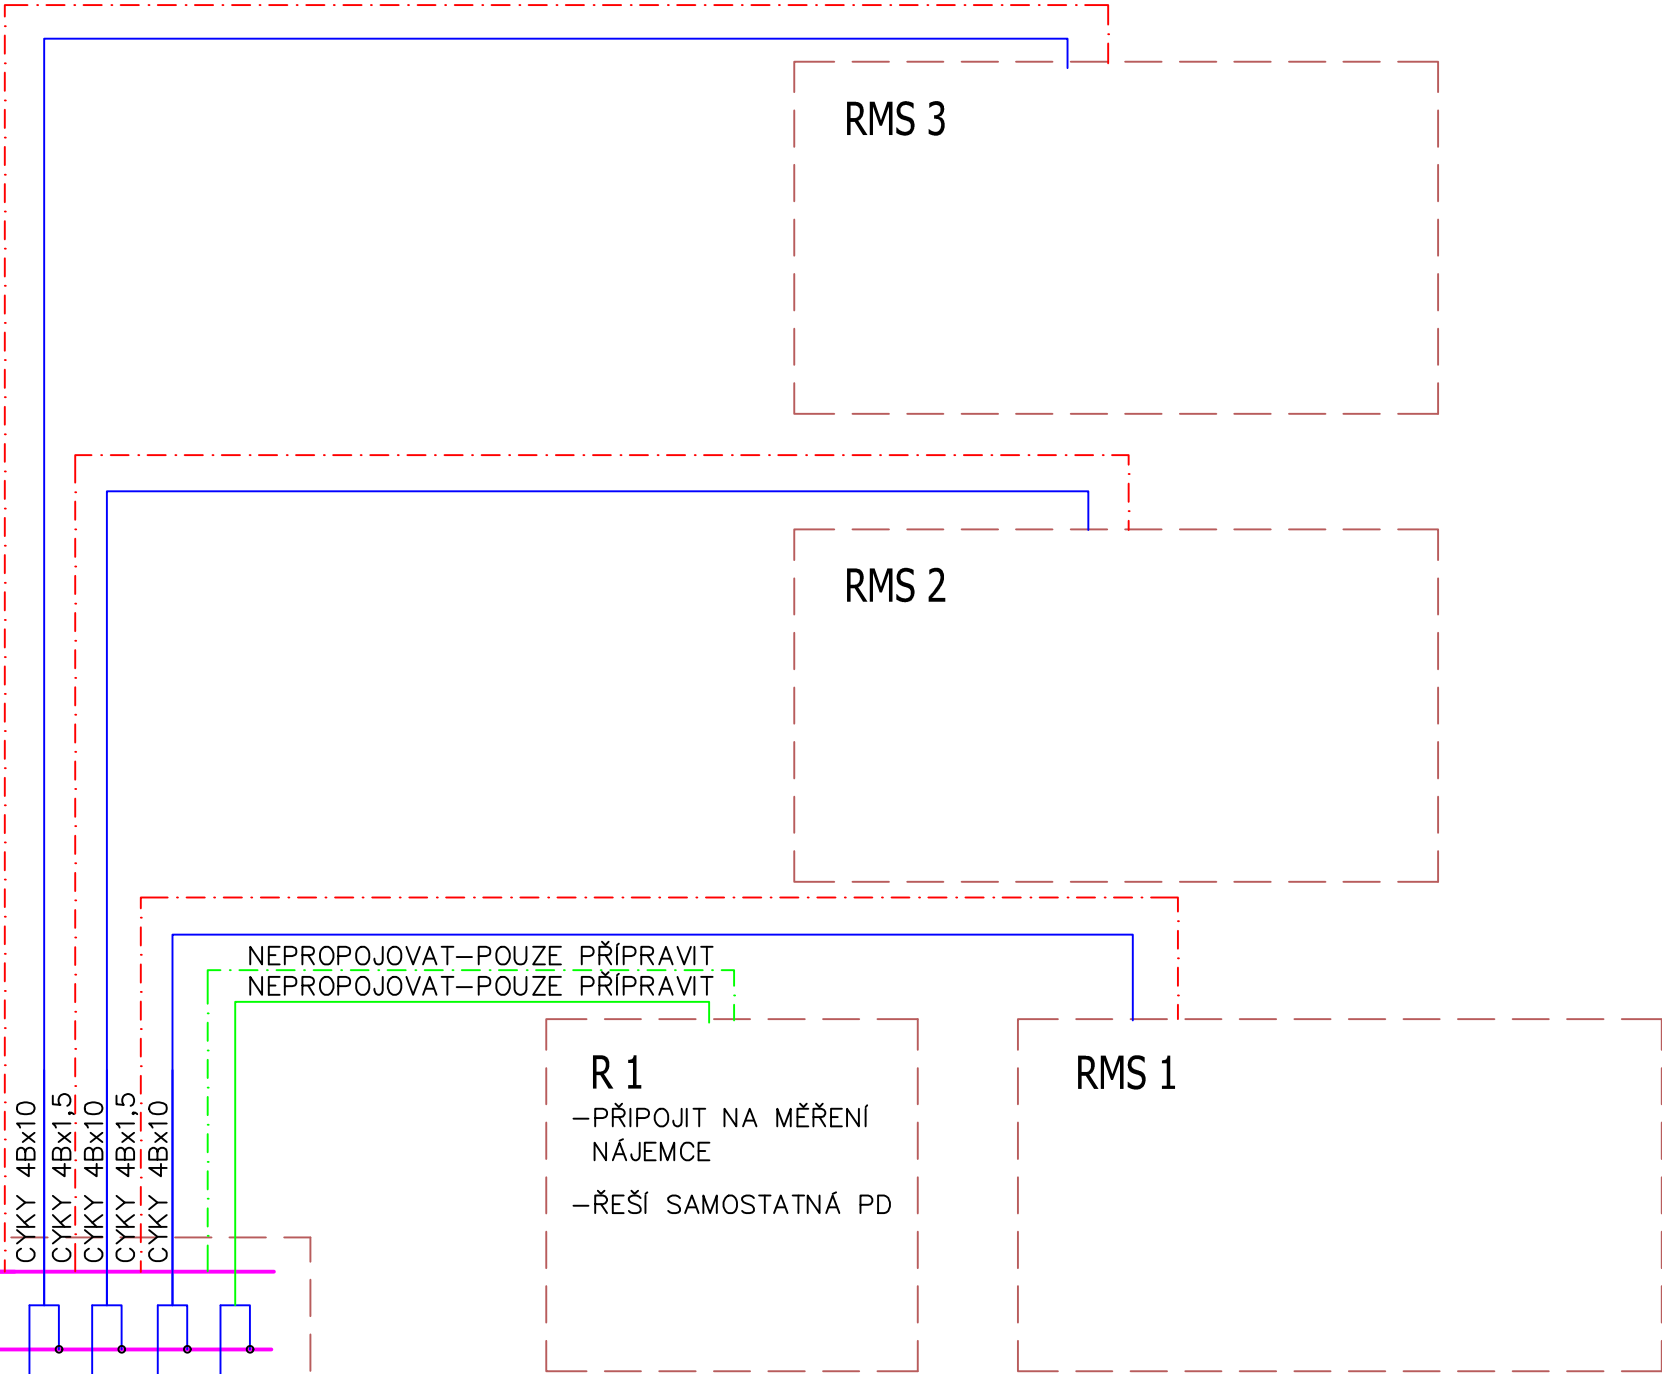 RMS 3
RMS 2
NEPROPOJOVAT-POUZE PŘÍPRAVIT
NEPROPOJOVAT-POUZE PŘÍPRAVIT
R 1
-PŘIPOJIT NA MĚŘENÍ
NÁJEMCE
-ŘEŠÍ SAMOSTATNÁ PD
RMS 1
CYKY 4Bx10
CYKY 4Bx1,5
CYKY 4Bx10
CYKY 4Bx1,5
CYKY 4Bx10